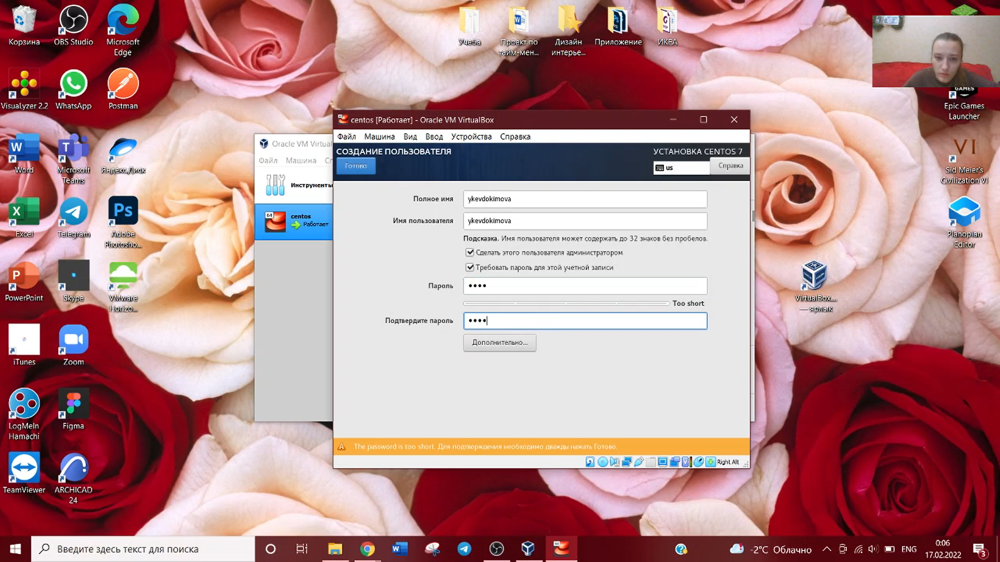 Корзина
OBS Studio
Microsoft
Edge
Учеба
Проект по
тайм-мен...
Дизайн
интерье...
Приложение
ИКЕА
VisuaLyzer 2.2
WhatsApp
Postman
GAMES
Epic Games
Launcher
Word
Microsoft
Teams
Яндекс.Диск
VI
Sid Meier's
Civilization VI
Excel
Telegram
Ps
Adobe
Photosho...
Planoplan
Editor
PowerPoint
Skype
VMware
Horizo...
VirtualBox....
— ярлык
iTunes
Zoom
LogMeIn
Hamachi
Figma
TeamViewer
ARCHICAD
24
Oracle VM Virtual
Файл Машина
Инструменты
64
centos
Работает
centos [Работает] - Oracle VM VirtualBox
Файл Машина Вид Ввод Устройства Справка
СОЗДАНИЕ ПОЛЬЗОВАТЕЛЯ
УСТАНОВКА CENTOS 7
Готово
us
Справка
Полное имя
ykevdokimova
Имя пользователя
ykevdokimova
Подсказка. Имя пользователя может содержать до 32 знаков без пробелов.
Сделать этого пользователя администратором
Требовать пароль для этой учетной записи
Пароль
••••
Too short
Подтвердите пароль
••••
Дополнительно...
The password is too short. Для подтверждения необходимо дважды нажать Готово.
Right Alt
Введите здесь текст для поиска
-2°C Облачно
ENG
0:06
17.02.2022
3